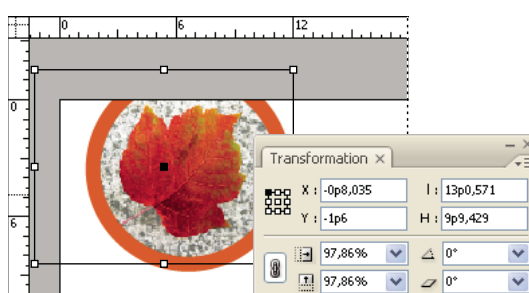 0 6 12
0
6
Transformation ×
X : -0p8,035 l : 13p0,571
Y : -1p6 H : 9p9,429
97,86% 0°
97,86% 0°